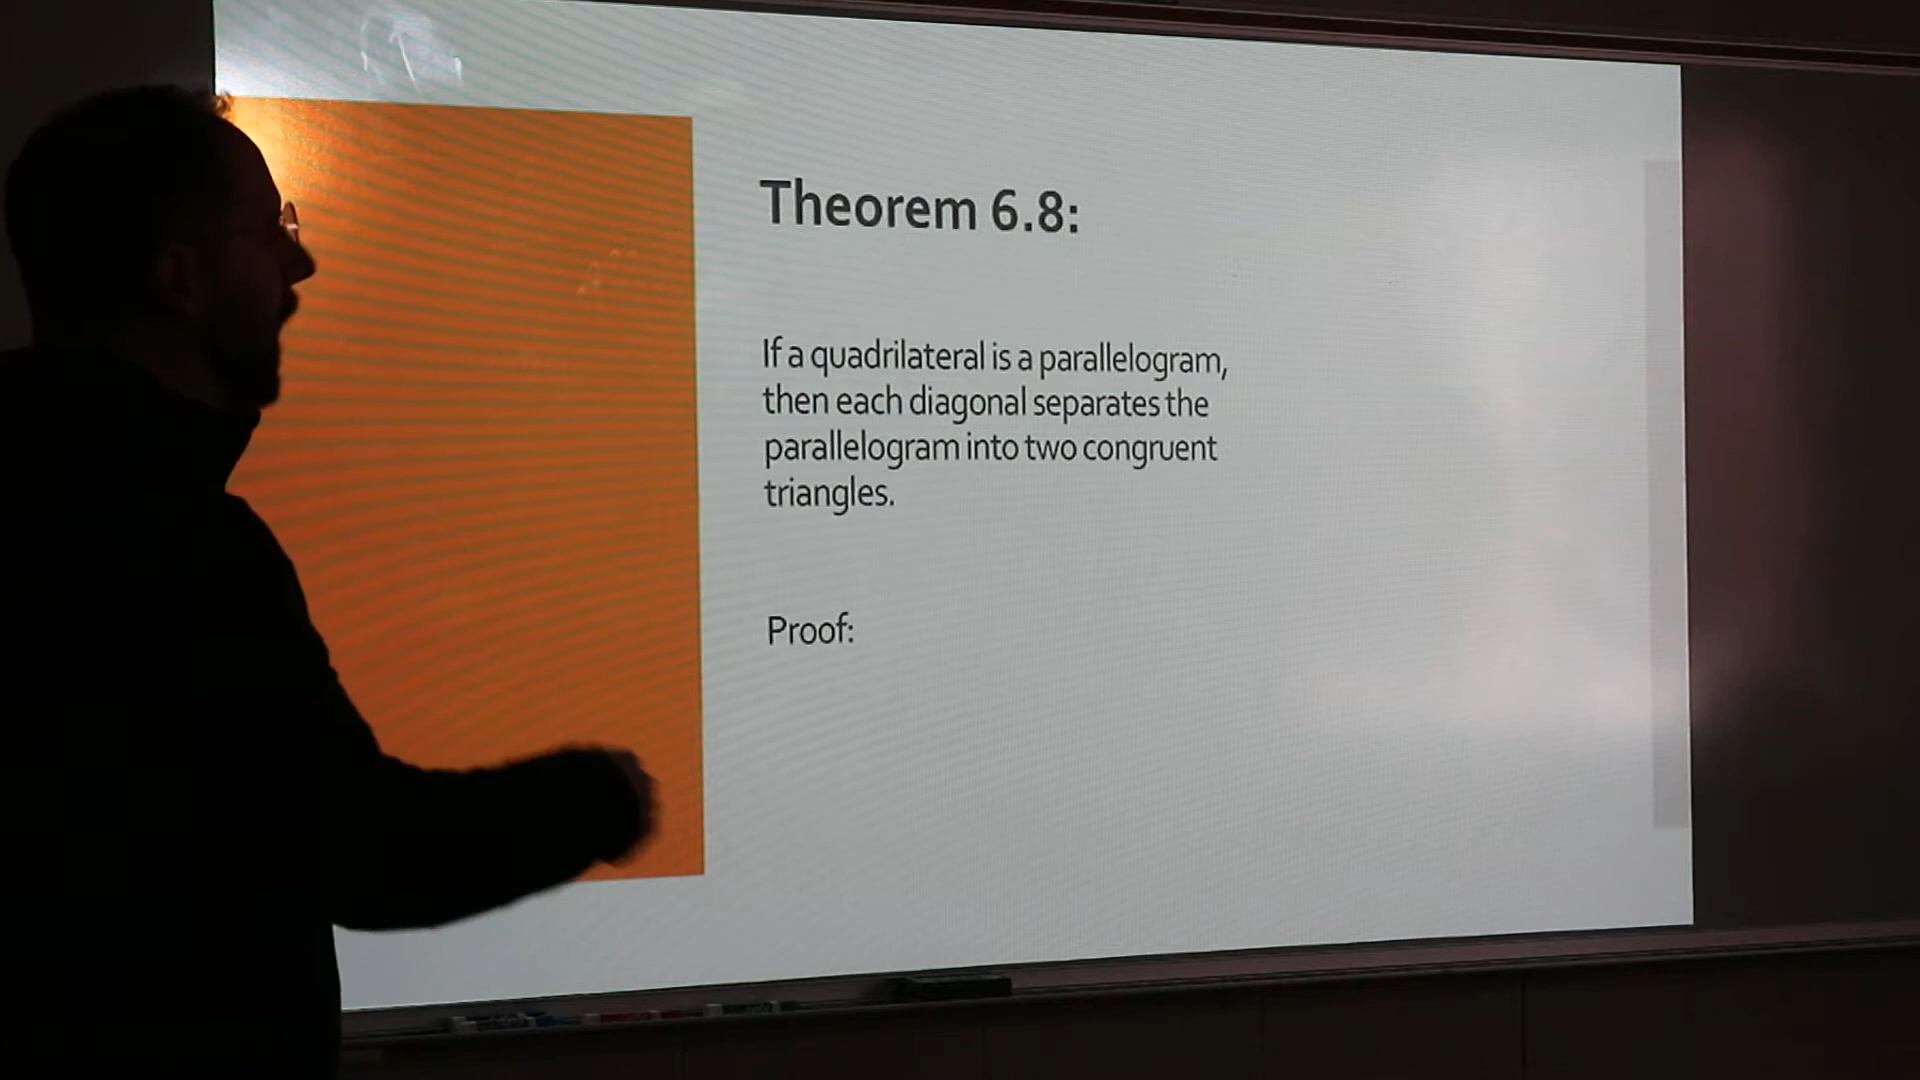 Theorem 6.8:
If a quadrilateral is a parallelogram,
then each diagonal separates the
parallelogram into two congruent
triangles.
Proof: